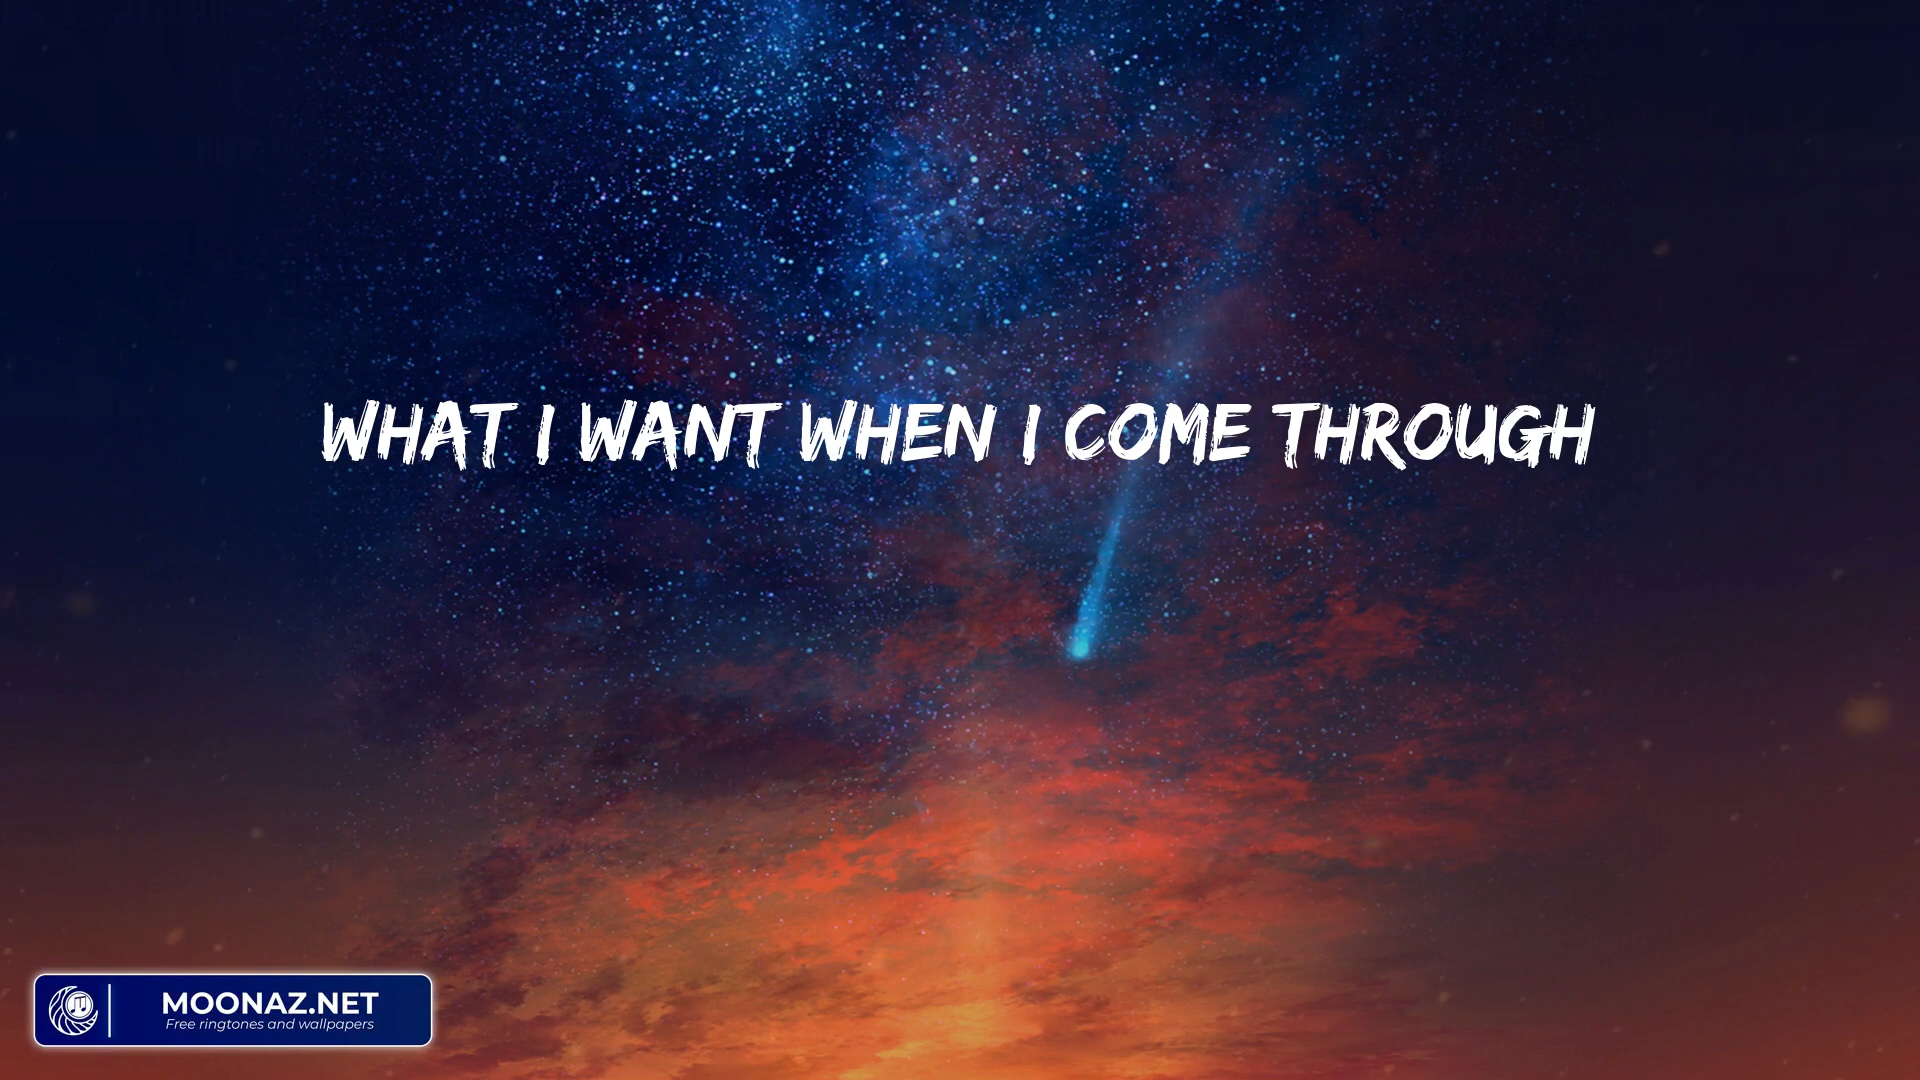 WHAT I WANT WHEN I COME THROUGH
MOONAZ.NET
Free ringtones and wallpapers